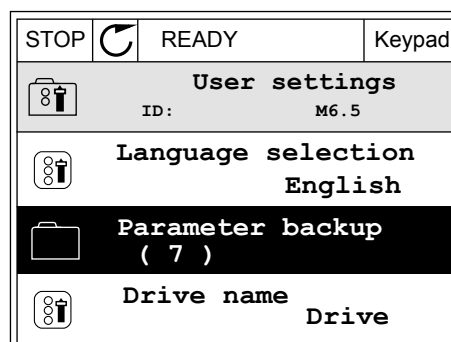 STOP READY Keypad
User settings
ID: M6.5
Language selection
English
Parameter backup
( 7 )
Drive name
Drive